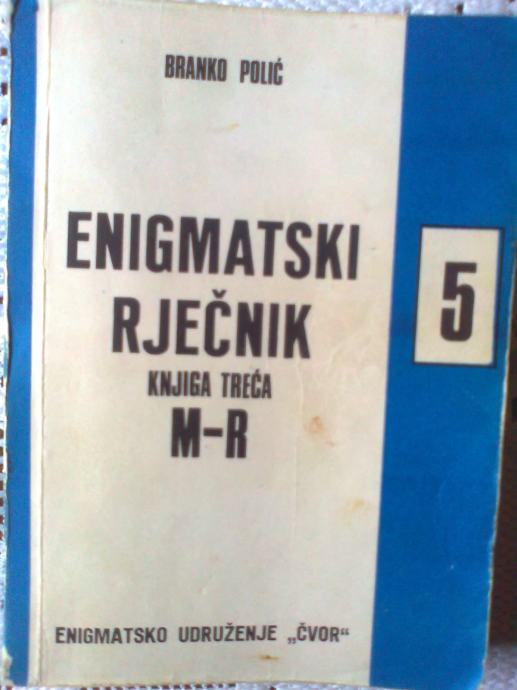 BRANKO POLIĆ
ENIGMATSKI
RJEČNIK
KNJIGA TREĆA
M-R
5
ENIGMATSKO UDRUŽENJE „ČVOR“